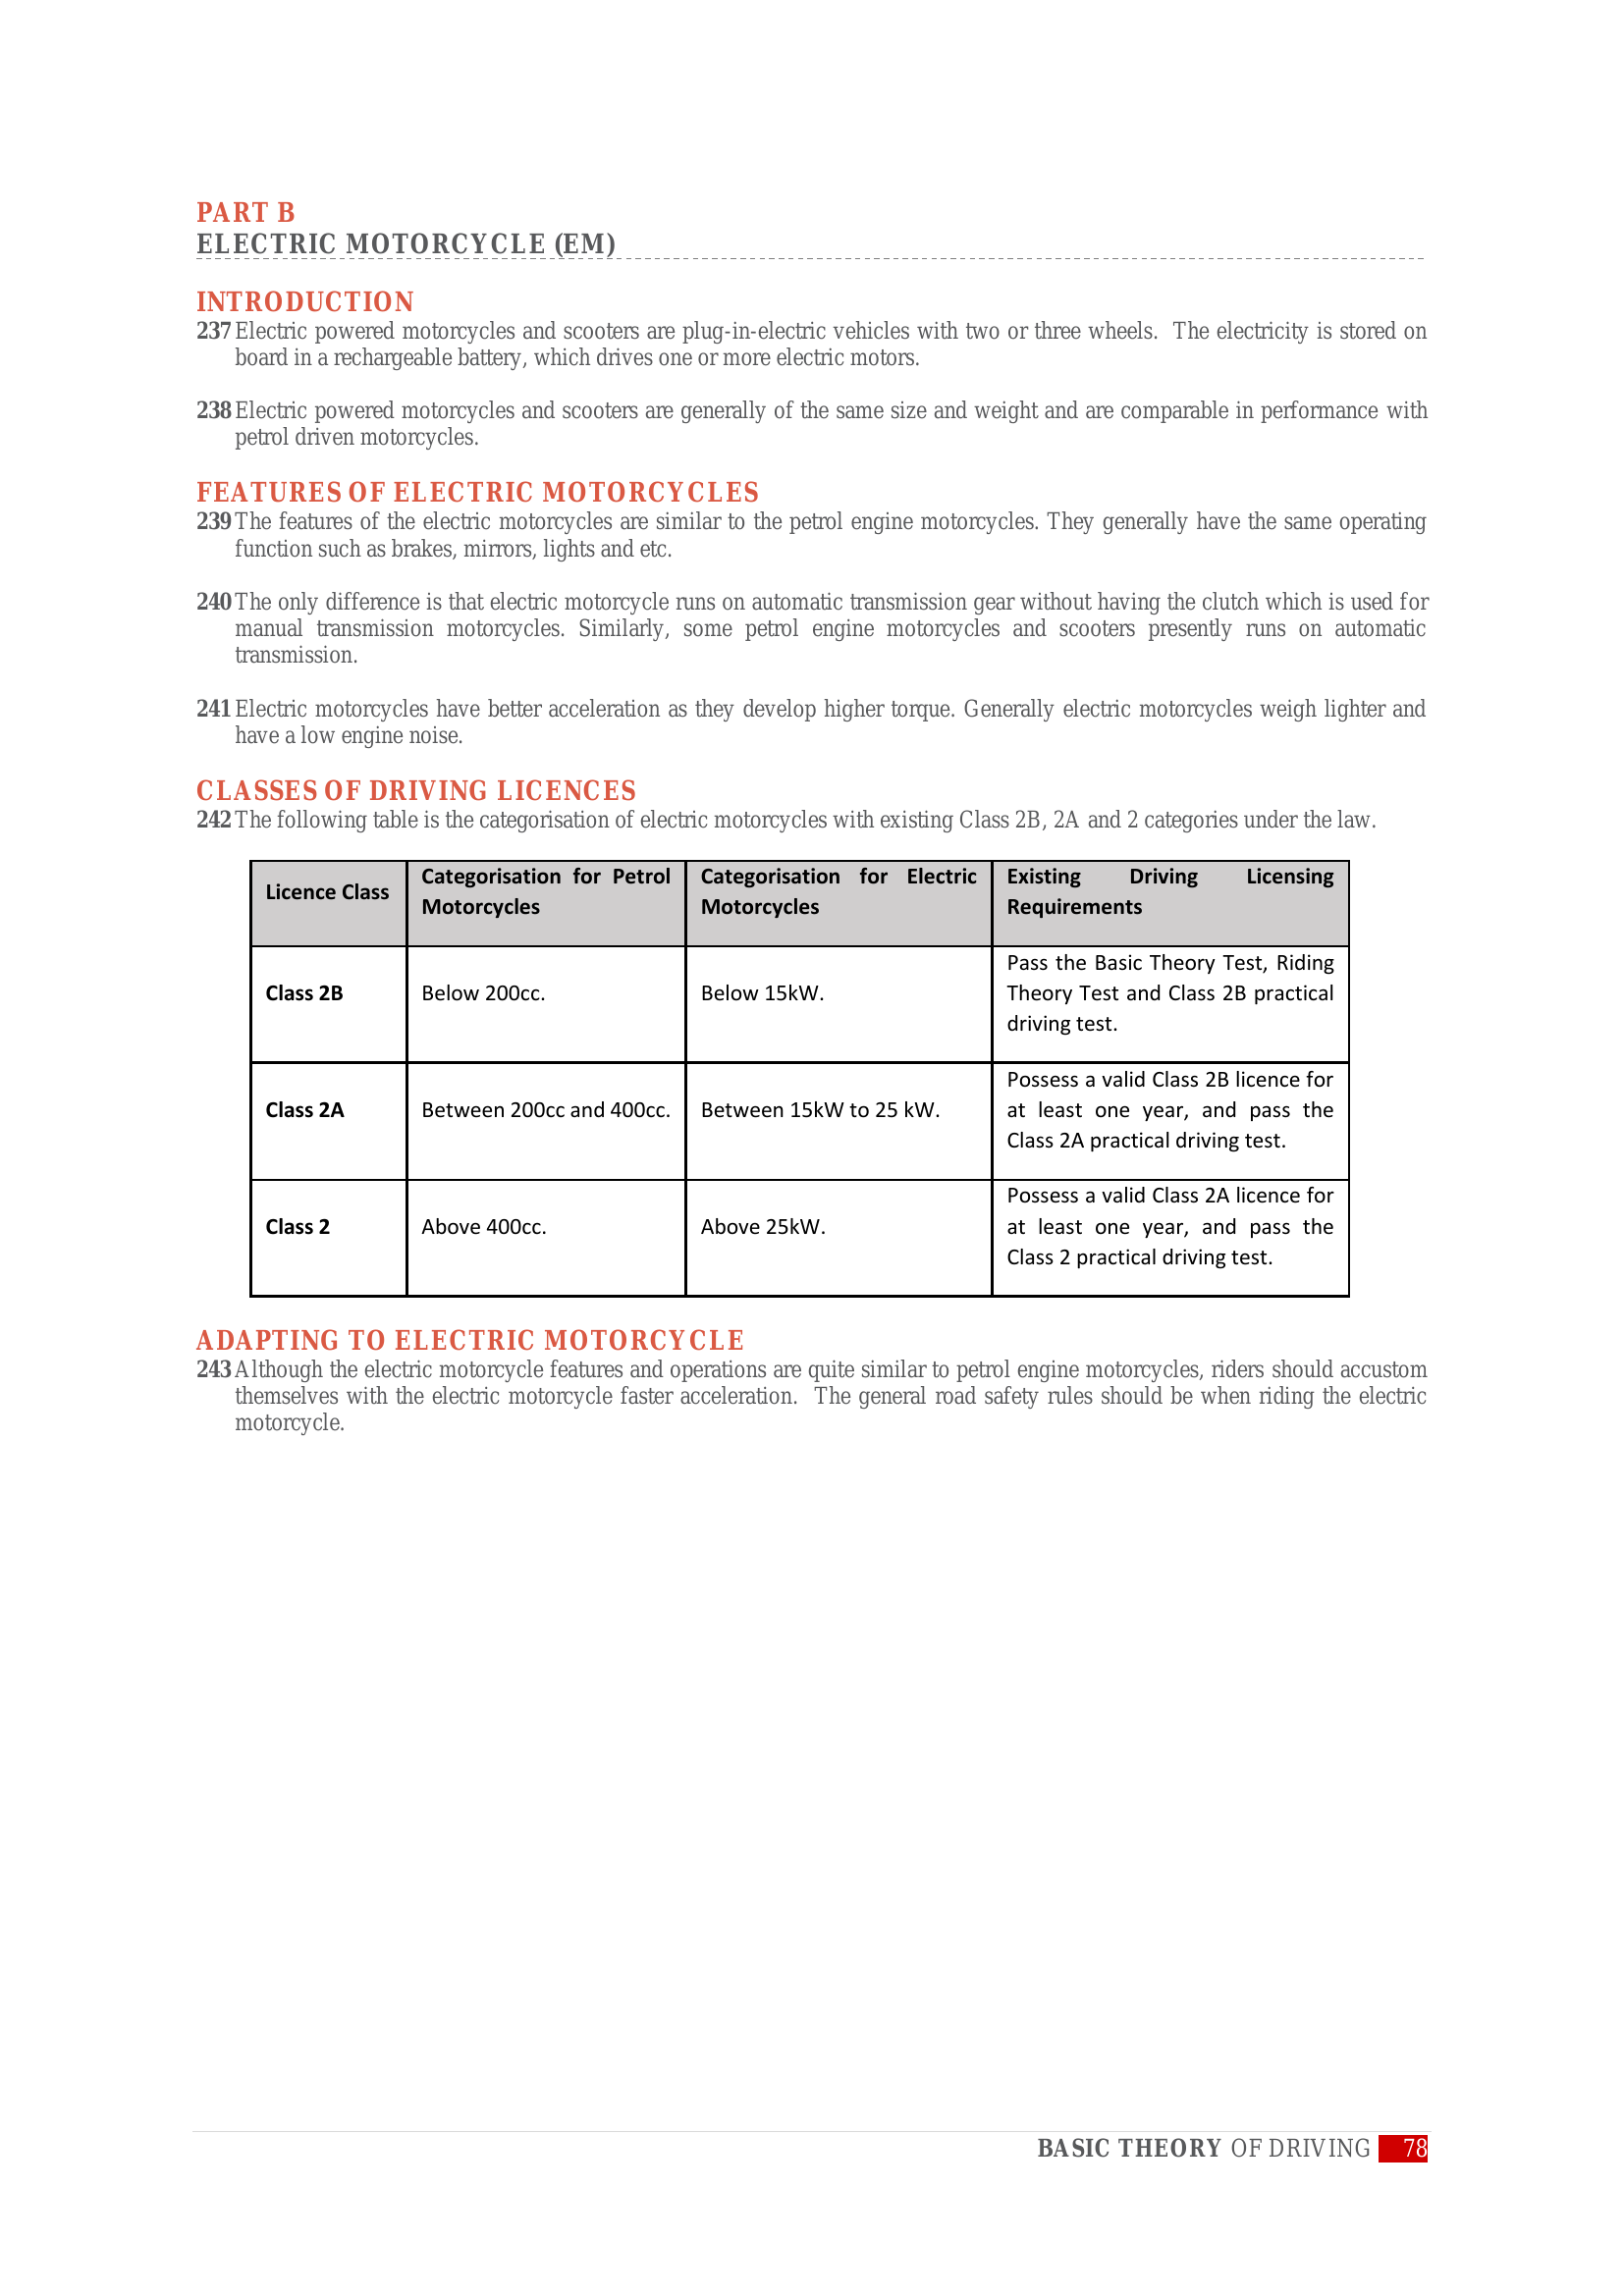 PART B
ELECTRIC MOTORCYCLE (EM)
INTRODUCTION
237 Electric powered motorcycles and scooters are plug-in-electric vehicles with two or three wheels. The electricity is stored on
board in a rechargeable battery, which drives one or more electric motors.
238 Electric powered motorcycles and scooters are generally of the same size and weight and are comparable in performance with
petrol driven motorcycles.
FEATURES OF ELECTRIC MOTORCYCLES
239 The features of the electric motorcycles are similar to the petrol engine motorcycles. They generally have the same operating
function such as brakes, mirrors, lights and etc.
240 The only difference is that electric motorcycle runs on automatic transmission gear without having the clutch which is used for
manual transmission motorcycles. Similarly, some petrol engine motorcycles and scooters presently runs on automatic
transmission.
241 Electric motorcycles have better acceleration as they develop higher torque. Generally electric motorcycles weigh lighter and
have a low engine noise.
CLASSES OF DRIVING LICENCES
242 The following table is the categorisation of electric motorcycles with existing Class 2B, 2A and 2 categories under the law.
Licence Class
Categorisation for Petrol
Motorcycles
Categorisation for Electric
Motorcycles
Existing Driving Licensing
Requirements
Class 2B
Below 200cc.
Below 15kW.
Pass the Basic Theory Test, Riding
Theory Test and Class 2B practical
driving test.
Class 2A
Between 200cc and 400cc.
Between 15kW to 25 kW.
Possess a valid Class 2B licence for
at least one year, and pass the
Class 2A practical driving test.
Class 2
Above 400cc.
Above 25kW.
Possess a valid Class 2A licence for
at least one year, and pass the
Class 2 practical driving test.
ADAPTING TO ELECTRIC MOTORCYCLE
243 Although the electric motorcycle features and operations are quite similar to petrol engine motorcycles, riders should accustom
themselves with the electric motorcycle faster acceleration. The general road safety rules should be when riding the electric
motorcycle.
BASIC THEORY OF DRIVING 78